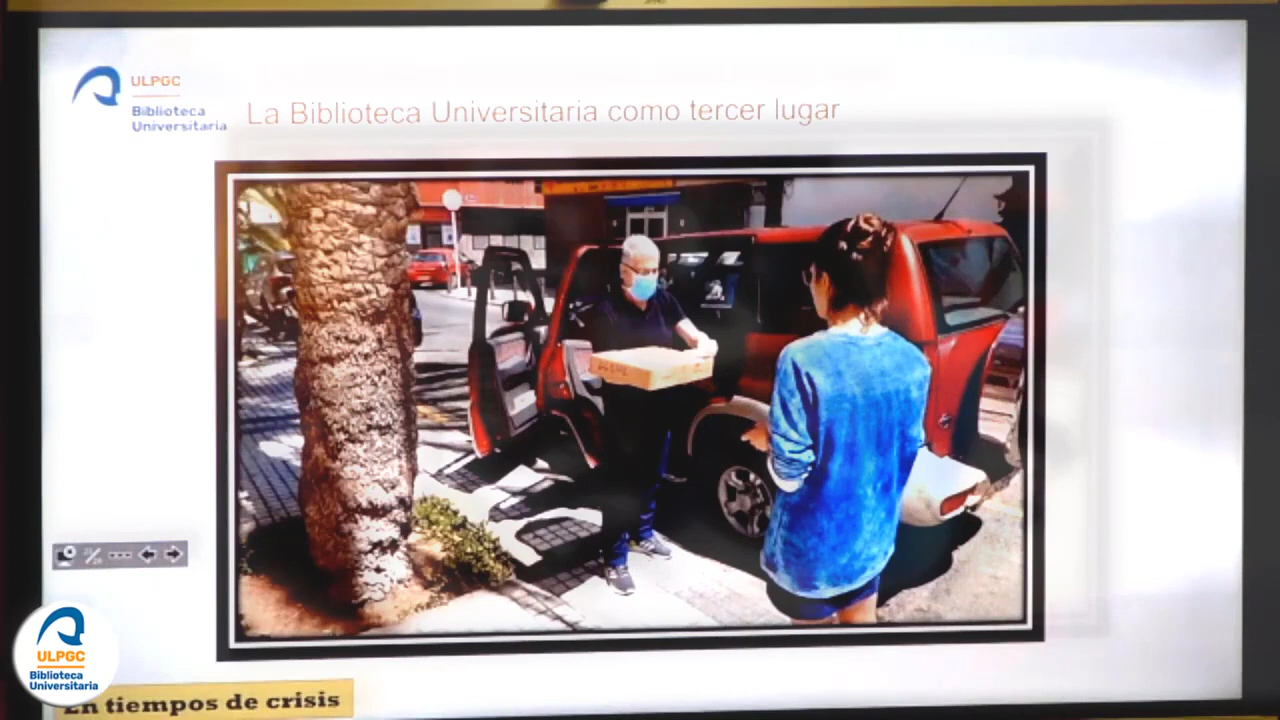 ULPGC
Biblioteca
Universitaria
La Biblioteca Universitaria como tercer lugar
ULPGC
Biblioteca
Universitaria
En tiempos de crisis